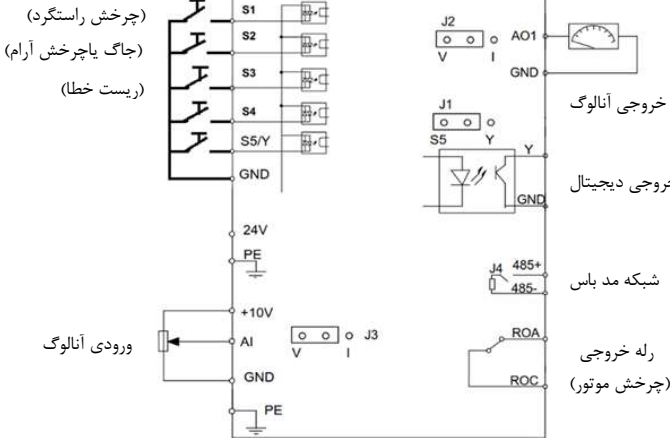 (چرخش راستگرد)
S1
(جاگ یاچرخش آرام)
S2
(ریست خطا)
S3
S4
S5/Y
GND
24V
PE
+10V
AI
GND
PE
ورودی آنالوگ
J3
V I
J2
V I
AO1
GND
خروجی آنالوگ
J1
S5 Y
Y
GND
خروجی دیجیتال
J4
485+
485-
شبکه مد باس
ROA
ROC
رله خروجی
(چرخش موتور)